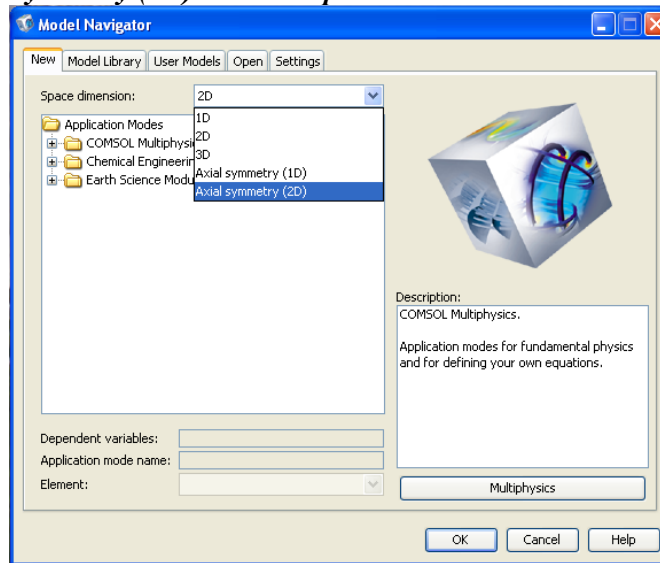 Model Navigator
New Model Library User Models Open Settings
Space dimension: 2D
1D
2D
3D
Axial symmetry (1D)
Axial symmetry (2D)
Application Modes
COMSOL Multiphysi
Chemical Engineerin
Earth Science Modu
Description:
COMSOL Multiphysics.
Application modes for fundamental physics
and for defining your own equations.
Dependent variables:
Application mode name:
Element:
Multiphysics
OK Cancel Help